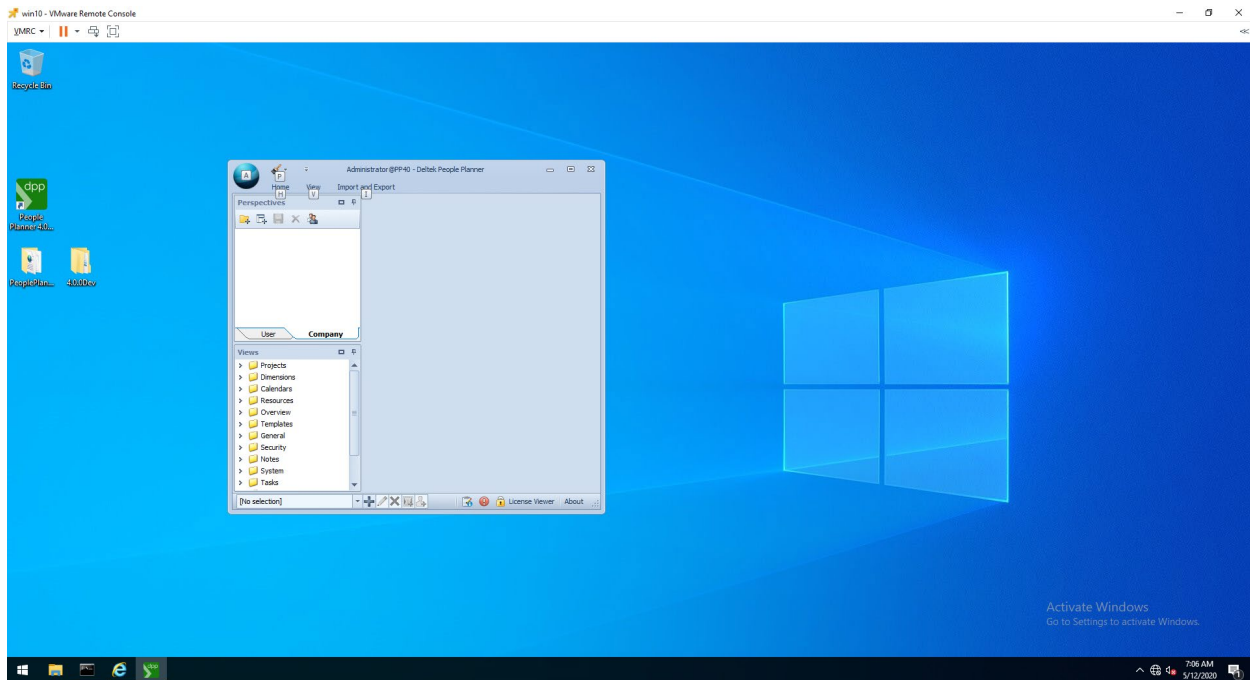 win10 - VMware Remote Console
VMRC
Recycle Bin
dpp
People
Planner 4.0...
PeoplePlan...
4.0.0Dev
Administrator@PP40 - Deltek People Planner
A
P
Home
View
Import and Export
H
V
I
Perspectives
User
Company
Views
Projects
Dimensions
Calendars
Resources
Overview
Templates
General
Security
Notes
System
Tasks
[No selection]
License Viewer
About
Activate Windows
Go to Settings to activate Windows.
dpp
7:06 AM
5/12/2020
1